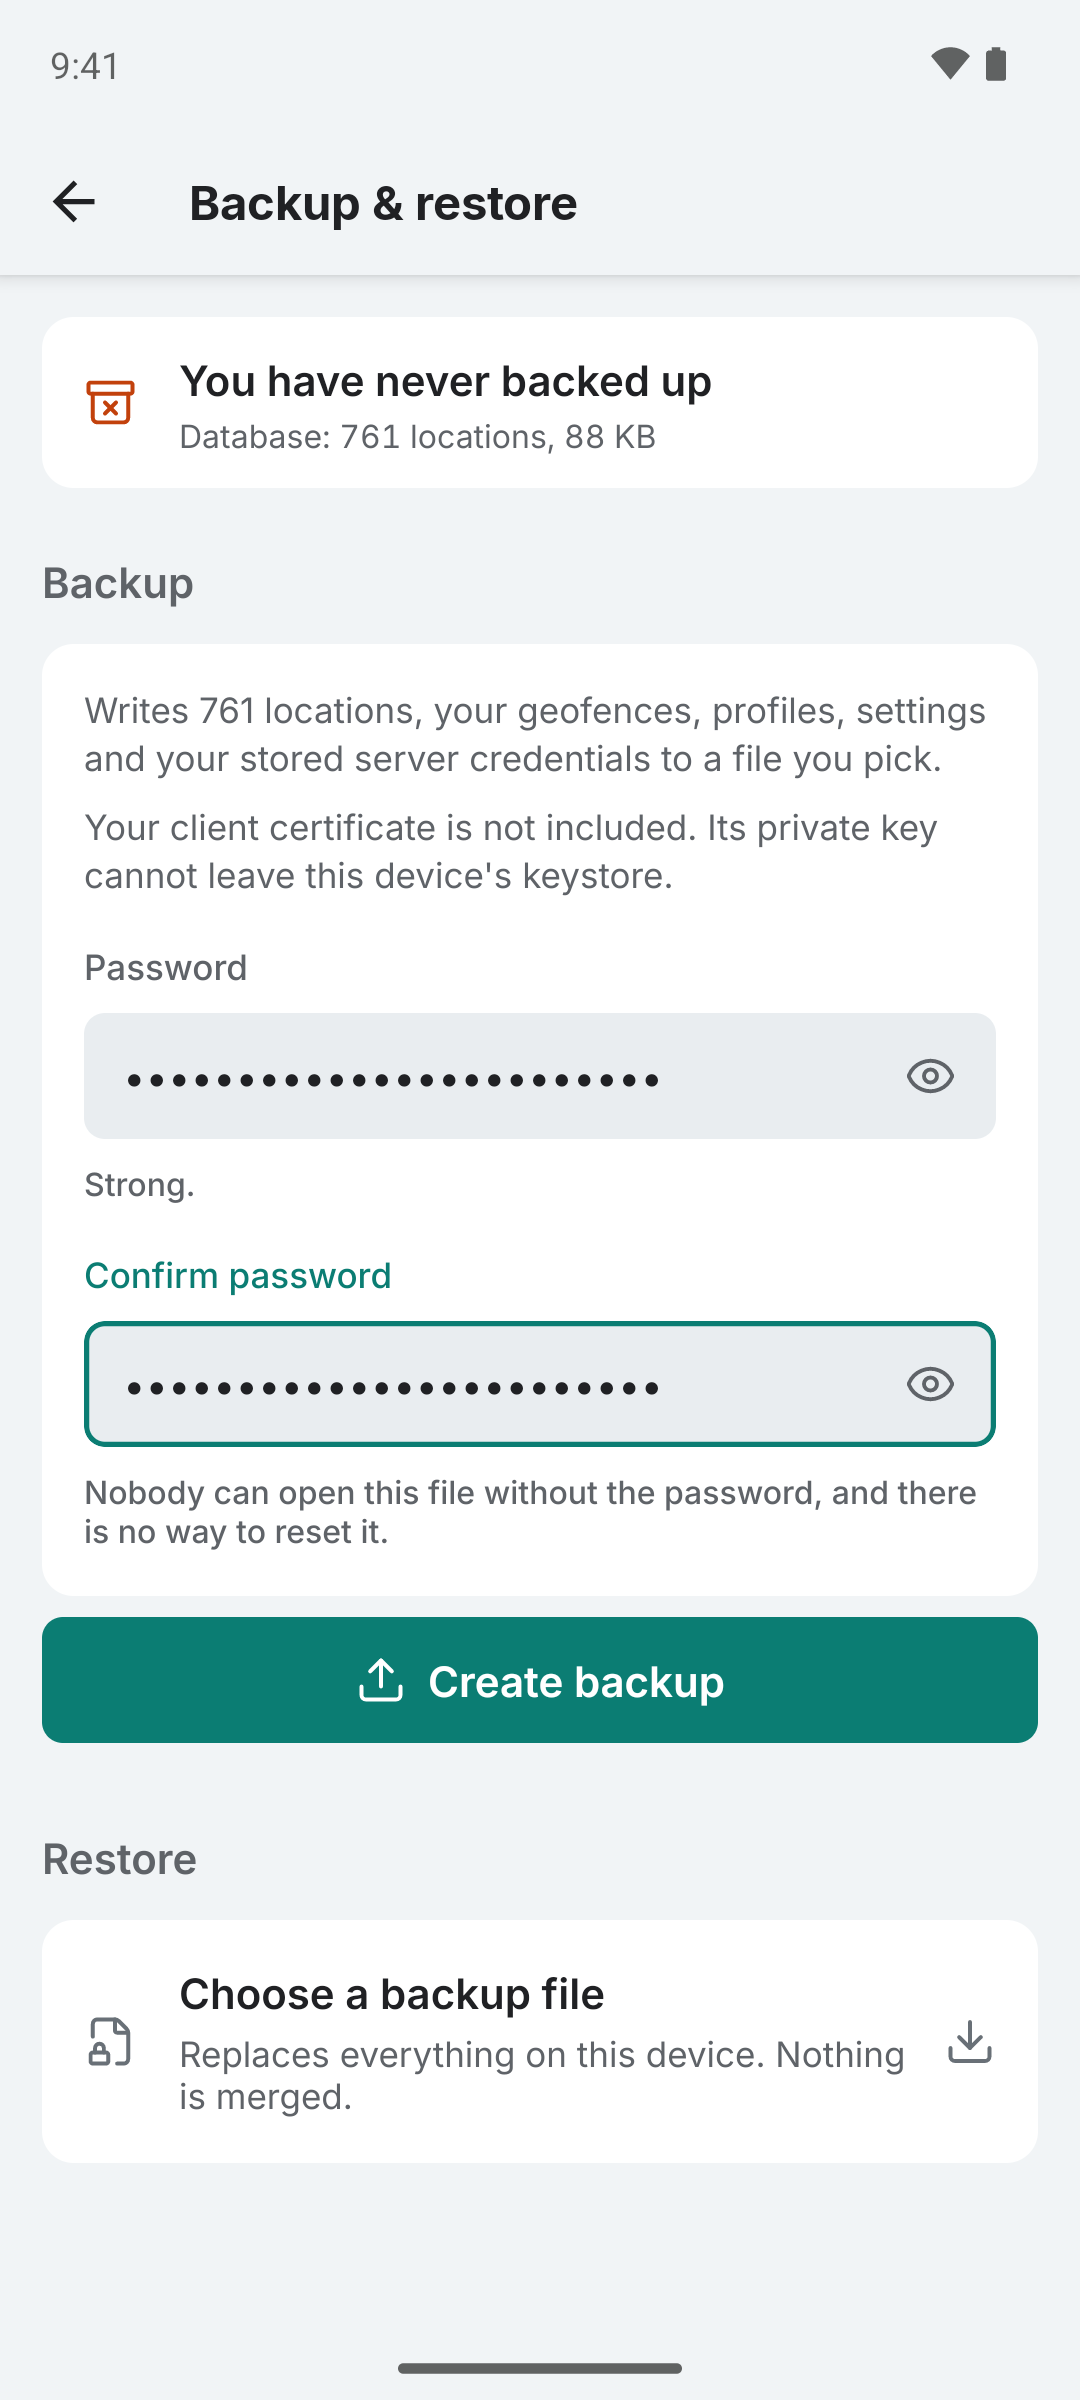 9:41
Backup & restore
You have never backed up
Database: 761 locations, 88 KB
Backup
Writes 761 locations, your geofences, profiles, settings
and your stored server credentials to a file you pick.
Your client certificate is not included. Its private key
cannot leave this device's keystore.
Password
••••••••••••••••••••••••
Strong.
Confirm password
••••••••••••••••••••••••
Nobody can open this file without the password, and there
is no way to reset it.
Create backup
Restore
Choose a backup file
Replaces everything on this device. Nothing
is merged.